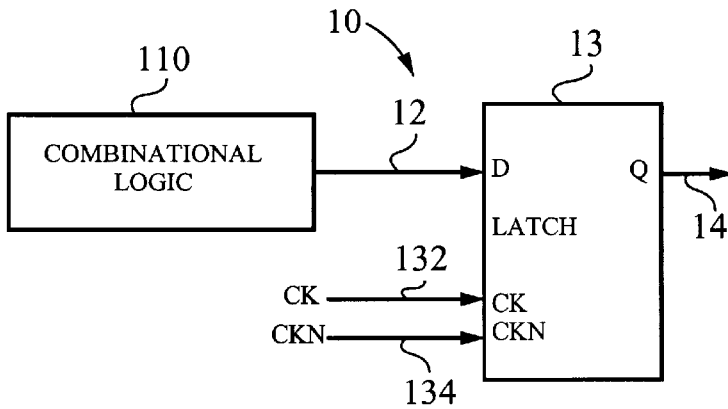 10
110
13
12
COMBINATIONAL
LOGIC
D
Q
14
LATCH
132
CK
CK
CKN
CKN
134